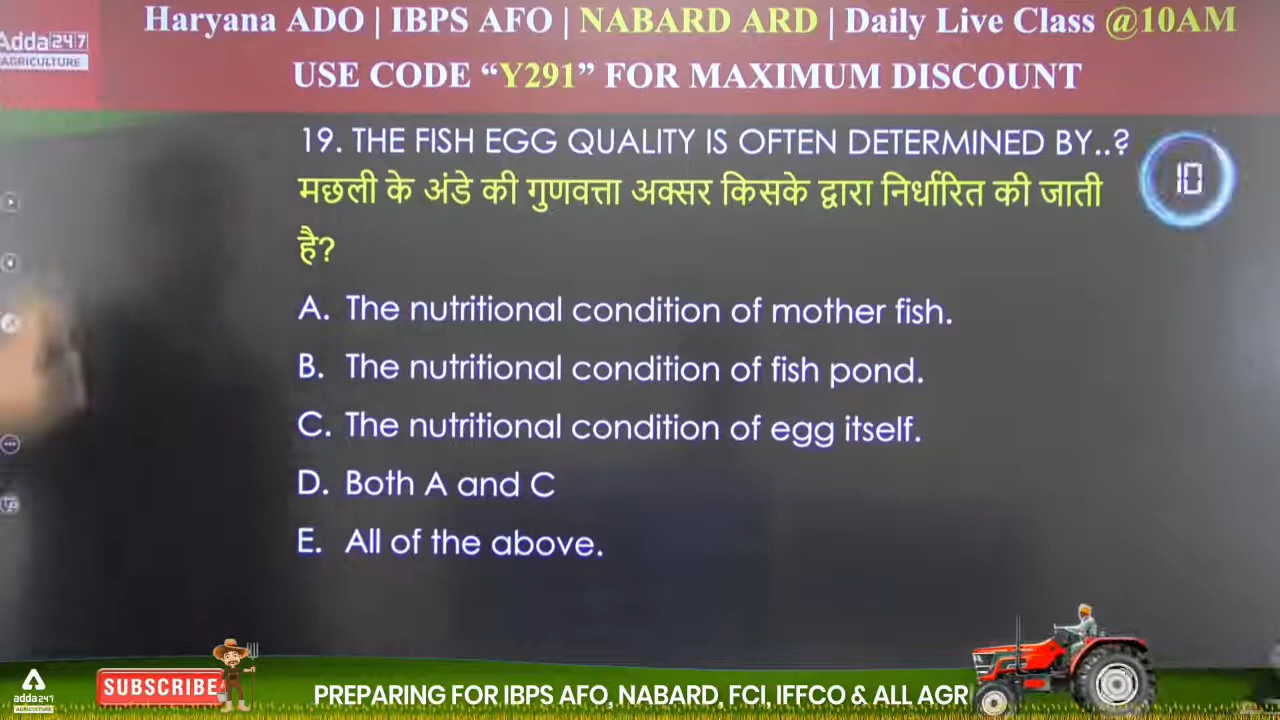 Haryana ADO | IBPS AFO | NABARD ARD | Daily Live Class @10AM
Adda247
AGRICULTURE
USE CODE “Y291” FOR MAXIMUM DISCOUNT
19. THE FISH EGG QUALITY IS OFTEN DETERMINED BY..?
10
मछली के अंडे की गुणवत्ता अक्सर किसके द्वारा निर्धारित की जाती
है?
A. The nutritional condition of mother fish.
B. The nutritional condition of fish pond.
C. The nutritional condition of egg itself.
D. Both A and C
E. All of the above.
adda247
AGRICULTURE
SUBSCRIBE
PREPARING FOR IBPS AFO, NABARD, FCI, IFFCO & ALL AGR